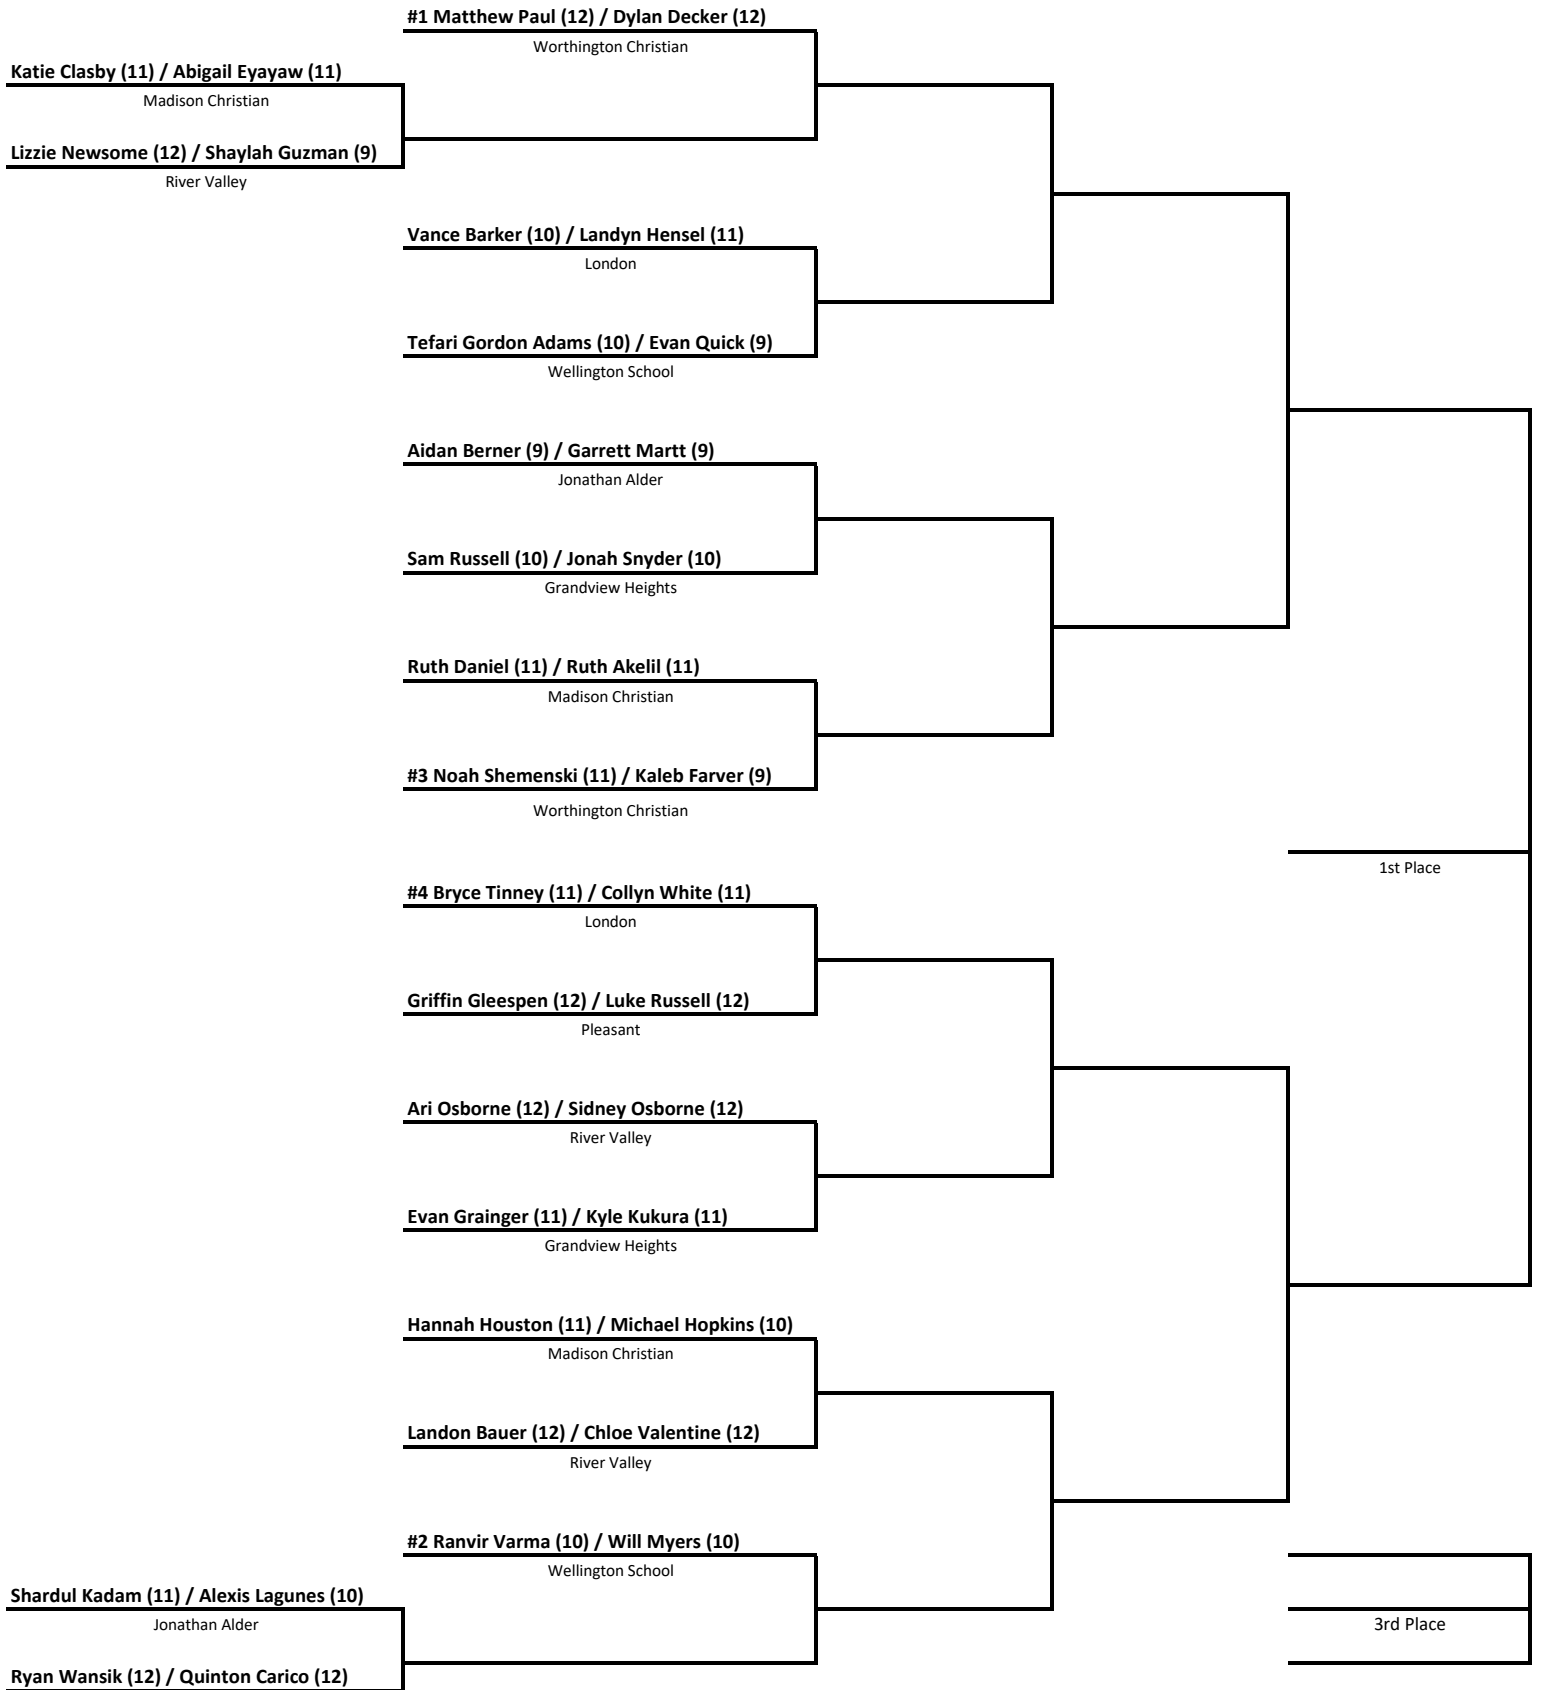 #1 Matthew Paul (12) / Dylan Decker (12)
Worthington Christian
Katie Clasby (11) / Abigail Eyayaw (11)
Madison Christian
Lizzie Newsome (12) / Shaylah Guzman (9)
River Valley
Vance Barker (10) / Landyn Hensel (11)
London
Tefari Gordon Adams (10) / Evan Quick (9)
Wellington School
Aidan Berner (9) / Garrett Martt (9)
Jonathan Alder
Sam Russell (10) / Jonah Snyder (10)
Grandview Heights
Ruth Daniel (11) / Ruth Akelil (11)
Madison Christian
#3 Noah Shemenski (11) / Kaleb Farver (9)
Worthington Christian
1st Place
#4 Bryce Tinney (11) / Collyn White (11)
London
Griffin Gleespen (12) / Luke Russell (12)
Pleasant
Ari Osborne (12) / Sidney Osborne (12)
River Valley
Evan Grainger (11) / Kyle Kukura (11)
Grandview Heights
Hannah Houston (11) / Michael Hopkins (10)
Madison Christian
Landon Bauer (12) / Chloe Valentine (12)
River Valley
#2 Ranvir Varma (10) / Will Myers (10)
Wellington School
Shardul Kadam (11) / Alexis Lagunes (10)
Jonathan Alder
3rd Place
Ryan Wansik (12) / Quinton Carico (12)